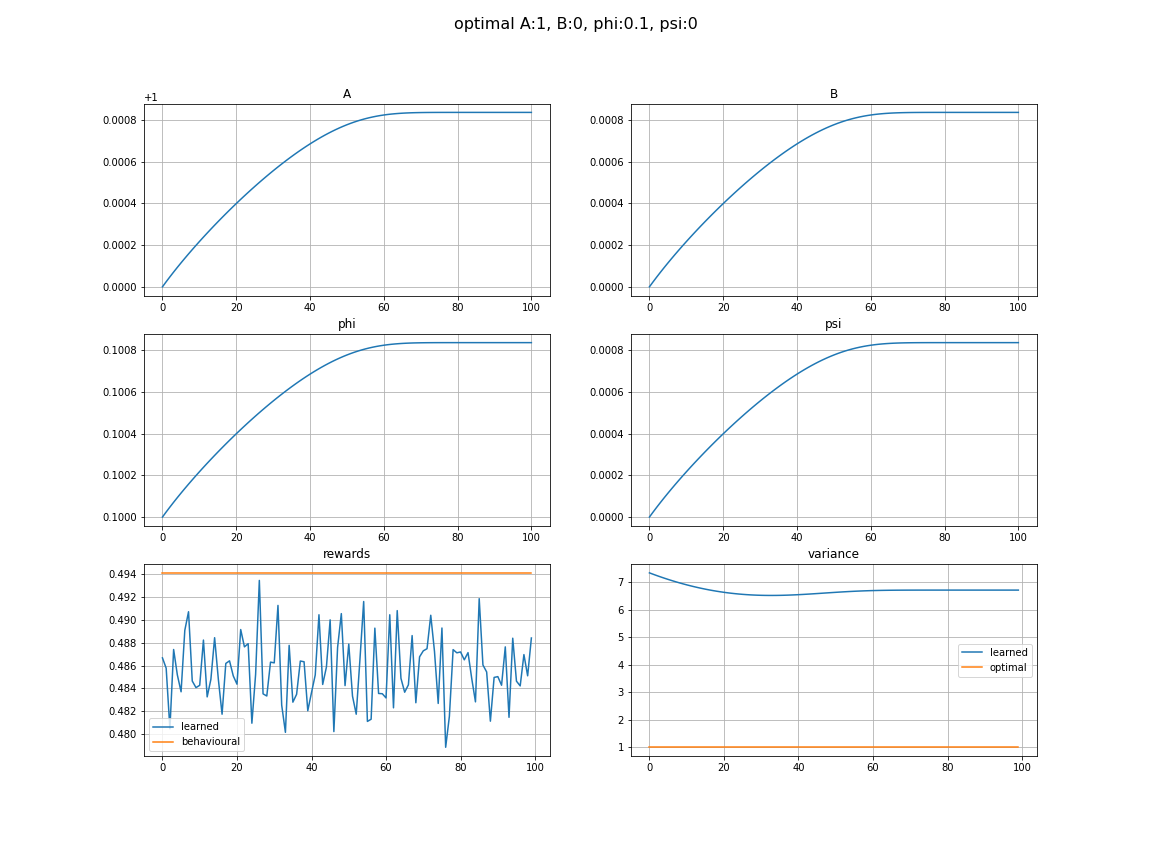 optimal A:1, B:0, phi:0.1, psi:0
A
+1
0.0008
0.0006
0.0004
0.0002
0.0000
0 20 40 60 80 100
B
0.0008
0.0006
0.0004
0.0002
0.0000
0 20 40 60 80 100
phi
0.1008
0.1006
0.1004
0.1002
0.1000
0 20 40 60 80 100
psi
0.0008
0.0006
0.0004
0.0002
0.0000
0 20 40 60 80 100
rewards
0.494
0.492
0.490
0.488
0.486
0.484
0.482
0.480
learned
behavioural
0 20 40 60 80 100
variance
7
6
5
4
3
2
1
learned
optimal
0 20 40 60 80 100